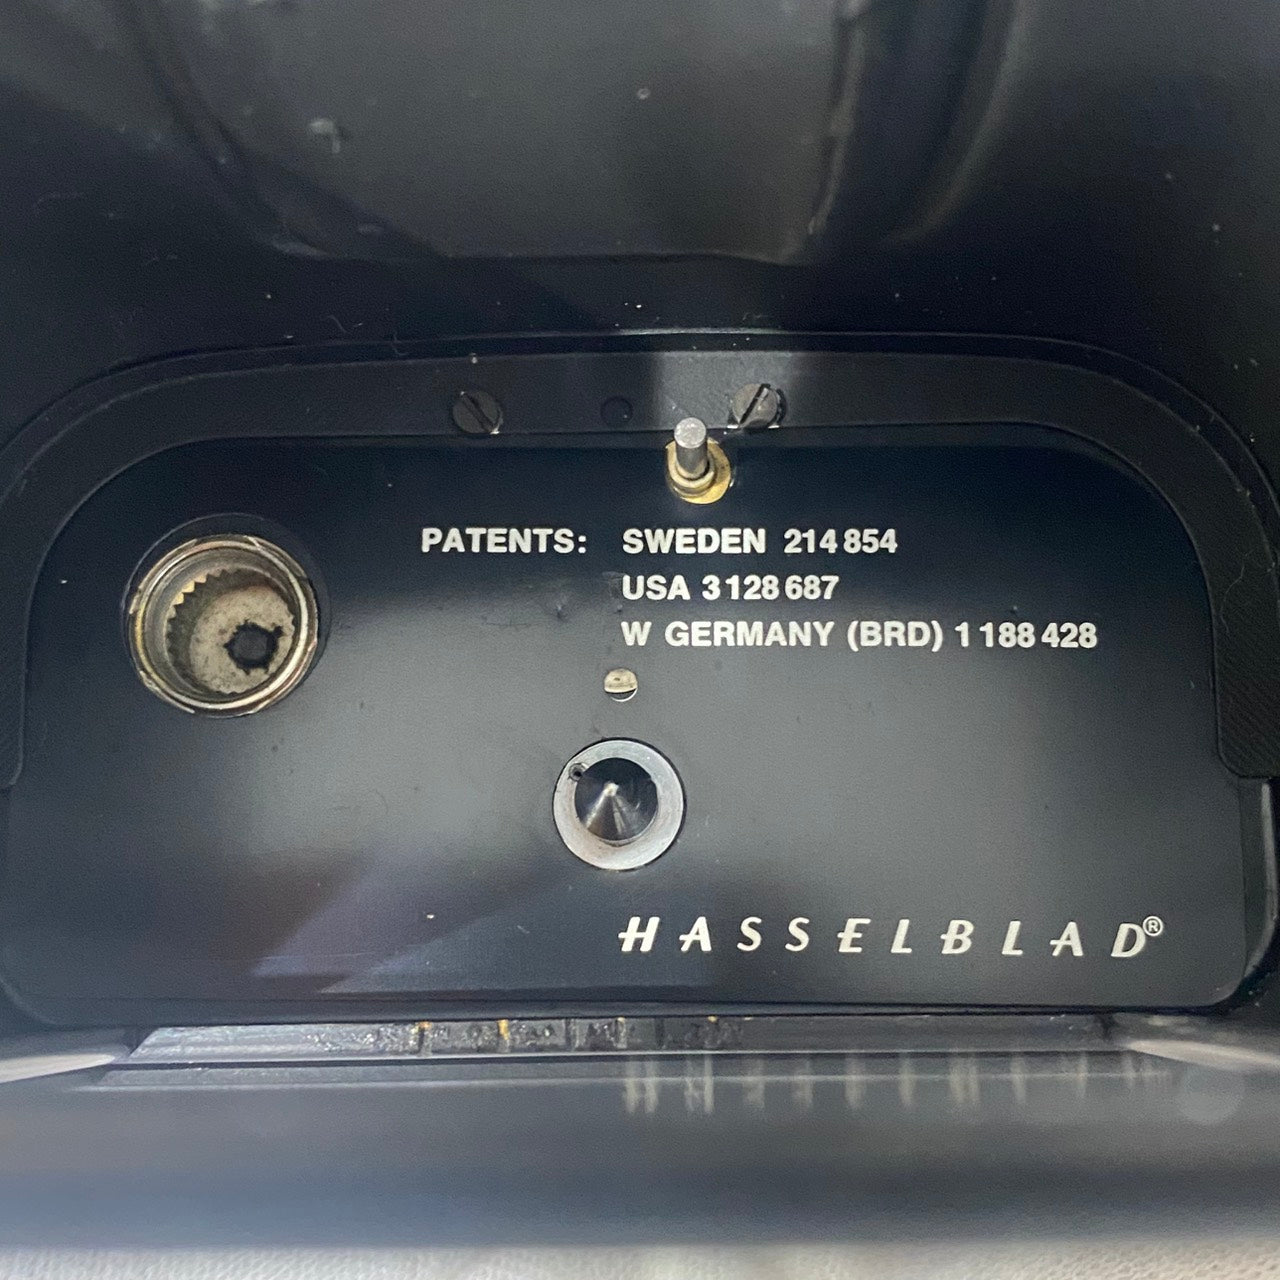 PATENTS: SWEDEN 214 854
USA 3 128 687
W GERMANY (BRD) 1 188 428
HASSELBLAD®